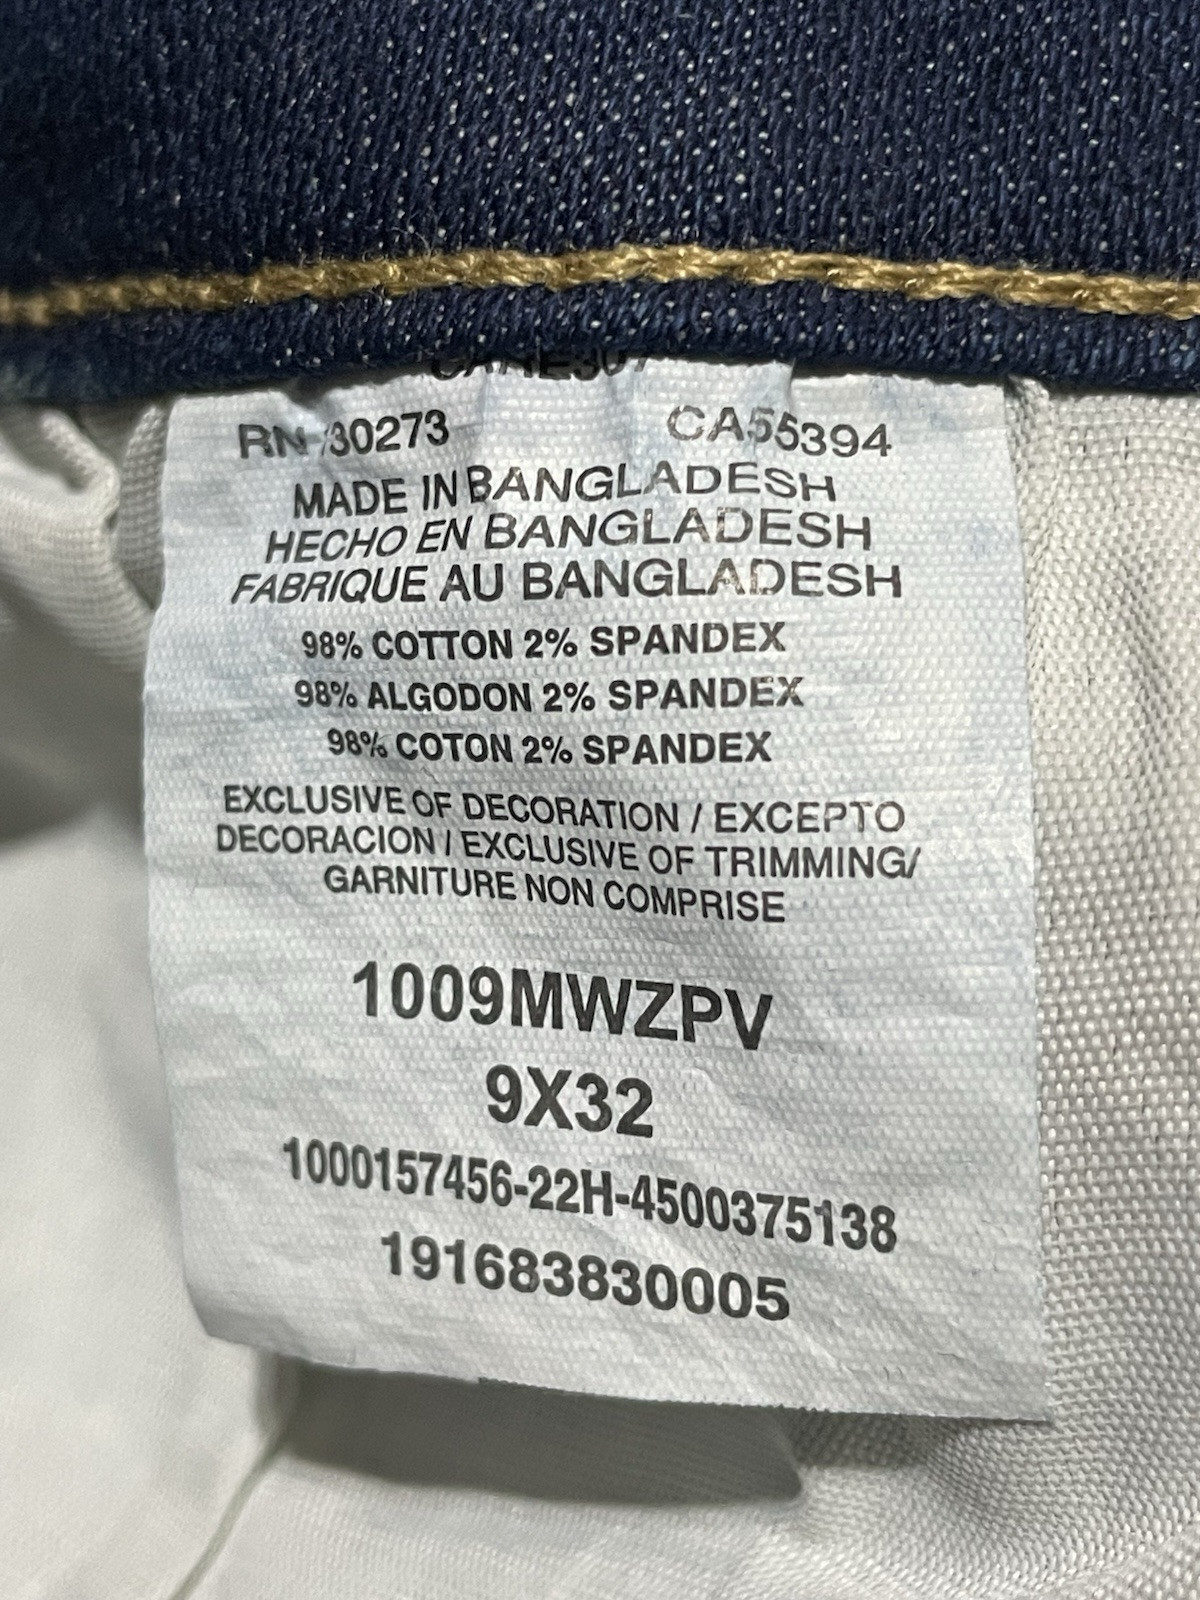 RN 730273 CA55394
MADE IN BANGLADESH
HECHO EN BANGLADESH
FABRIQUE AU BANGLADESH
98% COTTON 2% SPANDEX
98% ALGODON 2% SPANDEX
98% COTON 2% SPANDEX
EXCLUSIVE OF DECORATION / EXCEPTO
DECORACION / EXCLUSIVE OF TRIMMING/
GARNITURE NON COMPRISE
1009MWZPV
9X32
1000157456-22H-4500375138
191683830005